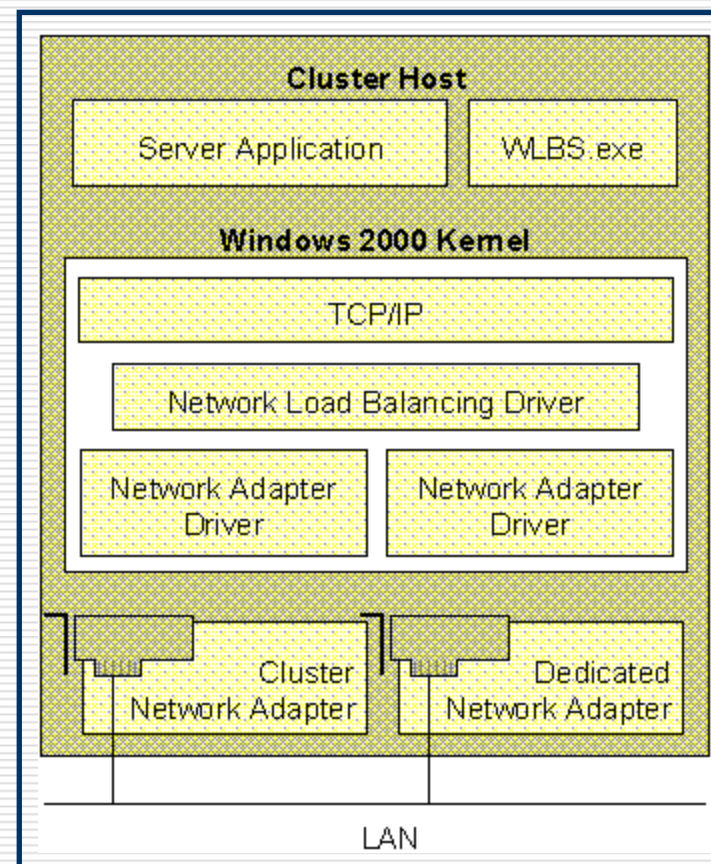 Cluster Host
Server Application
WLBS.exe
Windows 2000 Kernel
TCP/IP
Network Load Balancing Driver
Network Adapter
Driver
Network Adapter
Driver
Cluster
Network Adapter
Dedicated
Network Adapter
LAN